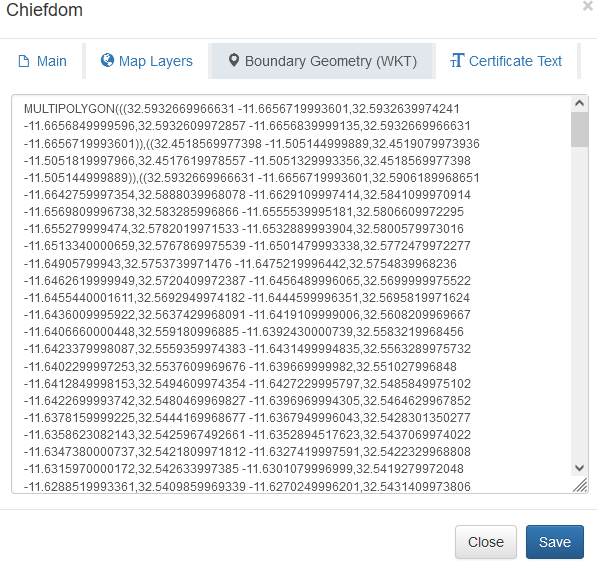 Chiefdom
×
Main
Map Layers
Boundary Geometry (WKT)
Certificate Text
MULTIPOLYGON(((32.5932669966631 -11.6656719993601,32.5932639974241
-11.6656849999596,32.5932609972857 -11.6656839999135,32.5932669966631
-11.6656719993601)),((32.4518569977398 -11.505144999889,32.4519079973936
-11.5051819997966,32.4517619978557 -11.5051329993356,32.4518569977398
-11.505144999889)),((32.5932669966631 -11.6656719993601,32.5906189968651
-11.6642759997354,32.5888039968078 -11.6629109997414,32.5841099970914
-11.6569809996738,32.583285996866 -11.6555539995181,32.5806609972295
-11.655279999474,32.5782019971533 -11.6532889993904,32.5800579973016
-11.6513340000659,32.5767869975539 -11.6501479993338,32.5772479972277
-11.64905799943,32.5753739971476 -11.6475219996442,32.5754839968236
-11.6462619999949,32.5720409972387 -11.6456489996065,32.5699999975522
-11.6455440001611,32.5692949974182 -11.6444599996351,32.5695819971624
-11.6436009995922,32.5637429968091 -11.6419109999006,32.5608209969667
-11.6406660000448,32.5591809996885 -11.6392430000739,32.5583219968456
-11.6423379998087,32.5559359974383 -11.6431499994835,32.5563289975732
-11.6402299997253,32.5537609969676 -11.639669999982,32.551027996848
-11.6412849998153,32.5494609974354 -11.6427229995797,32.5485849975102
-11.6422699993742,32.5480469969827 -11.6396969994305,32.5464629967852
-11.6378159999225,32.5444169968677 -11.6367949996043,32.5428301350277
-11.6358623082143,32.5425967492661 -11.6352894517623,32.5437069974022
-11.6347380000737,32.5421809971812 -11.6327419997591,32.5422329968808
-11.6315970000172,32.542633997385 -11.6301079996999,32.5419279972048
-11.6288519993361,32.5409859969339 -11.6270249996201,32.5431409973806
Close
Save